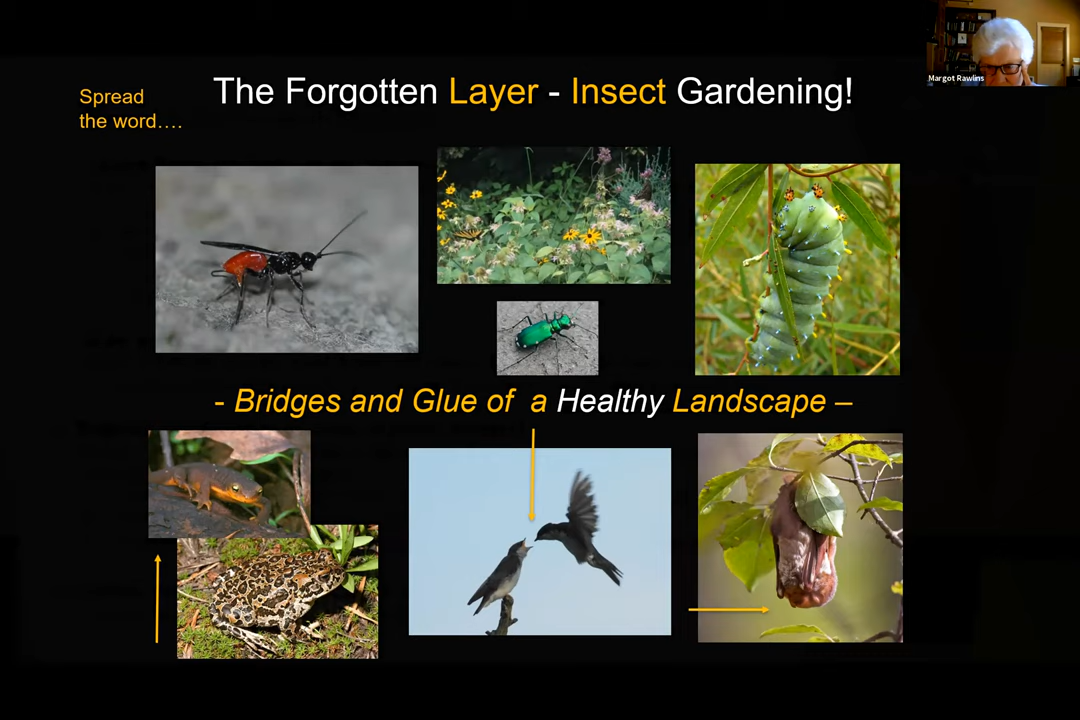 Margot Rawlins
The Forgotten Layer - Insect Gardening!
Spread
the word….
- Bridges and Glue of a Healthy Landscape –